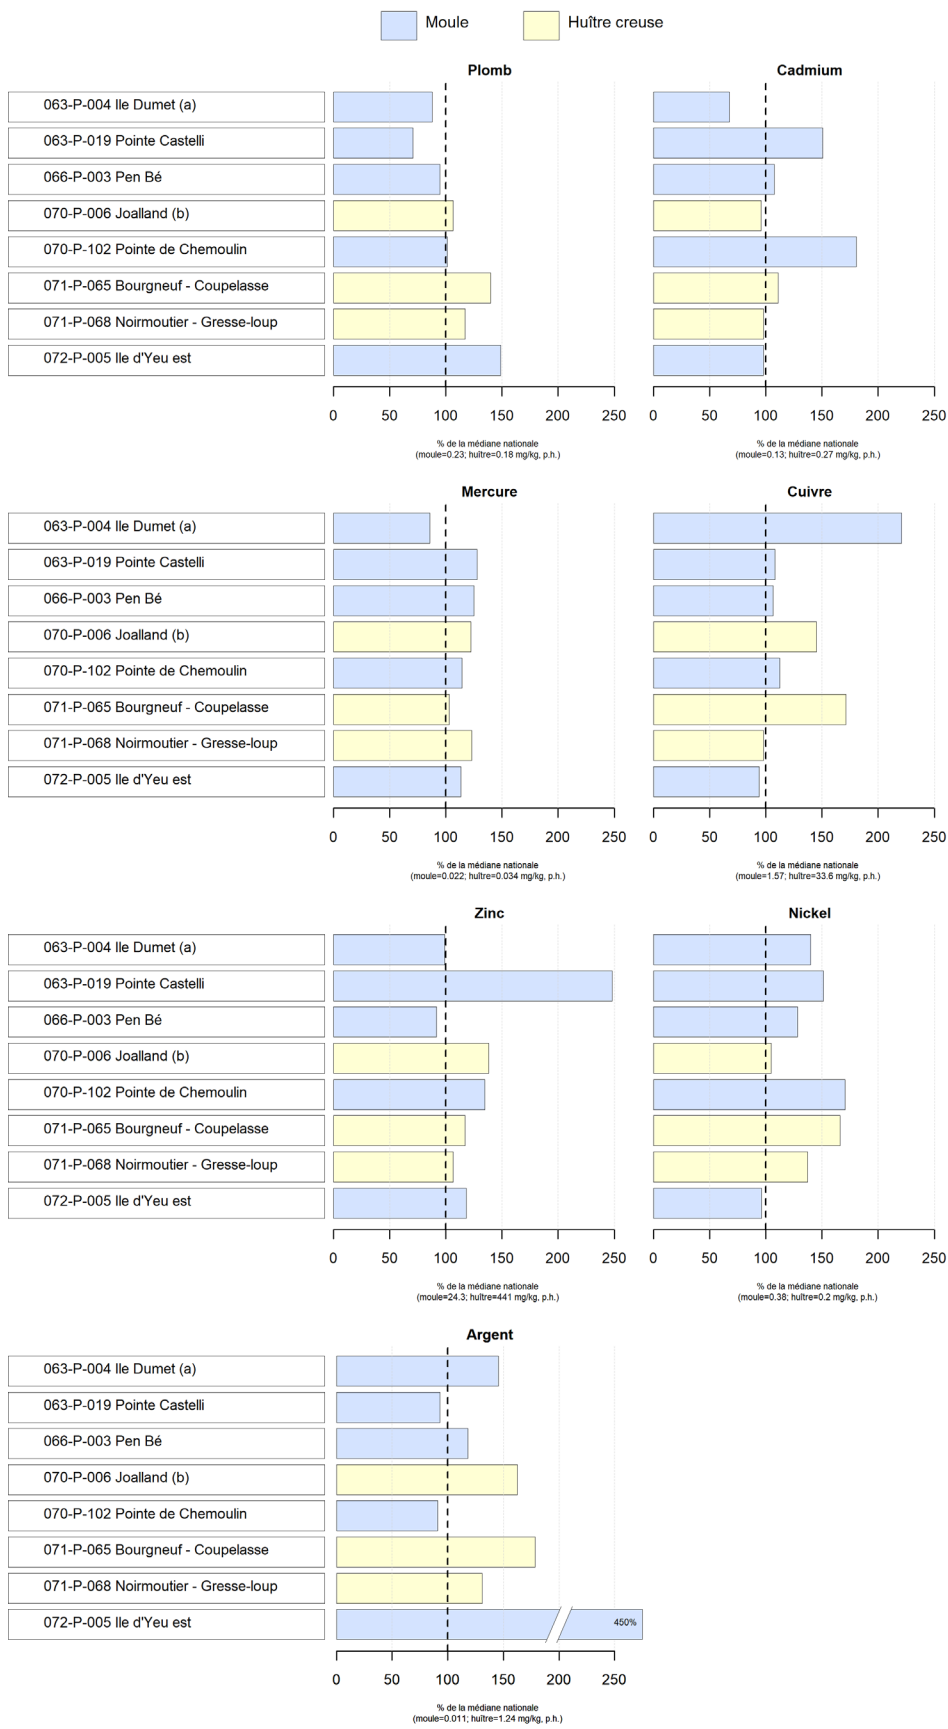 Moule
Huître creuse
Plomb
Cadmium
063-P-004 Ile Dumet (a)
063-P-019 Pointe Castelli
066-P-003 Pen Bé
070-P-006 Joalland (b)
070-P-102 Pointe de Chemoulin
071-P-065 Bourgneuf - Coupelasse
071-P-068 Noirmoutier - Gresse-loup
072-P-005 Ile d'Yeu est
0 50 100 150 200 250
0 50 100 150 200 250
% de la médiane nationale
(moule=0.23; huître=0.18 mg/kg, p.h.)
% de la médiane nationale
(moule=0.13; huître=0.27 mg/kg, p.h.)
Mercure
Cuivre
063-P-004 Ile Dumet (a)
063-P-019 Pointe Castelli
066-P-003 Pen Bé
070-P-006 Joalland (b)
070-P-102 Pointe de Chemoulin
071-P-065 Bourgneuf - Coupelasse
071-P-068 Noirmoutier - Gresse-loup
072-P-005 Ile d'Yeu est
0 50 100 150 200 250
0 50 100 150 200 250
% de la médiane nationale
(moule=0.022; huître=0.034 mg/kg, p.h.)
% de la médiane nationale
(moule=1.57; huître=33.6 mg/kg, p.h.)
Zinc
Nickel
063-P-004 Ile Dumet (a)
063-P-019 Pointe Castelli
066-P-003 Pen Bé
070-P-006 Joalland (b)
070-P-102 Pointe de Chemoulin
071-P-065 Bourgneuf - Coupelasse
071-P-068 Noirmoutier - Gresse-loup
072-P-005 Ile d'Yeu est
0 50 100 150 200 250
0 50 100 150 200 250
% de la médiane nationale
(moule=24.3; huître=441 mg/kg, p.h.)
% de la médiane nationale
(moule=0.38; huître=0.2 mg/kg, p.h.)
Argent
063-P-004 Ile Dumet (a)
063-P-019 Pointe Castelli
066-P-003 Pen Bé
070-P-006 Joalland (b)
070-P-102 Pointe de Chemoulin
071-P-065 Bourgneuf - Coupelasse
071-P-068 Noirmoutier - Gresse-loup
072-P-005 Ile d'Yeu est
450%
0 50 100 150 200 250
% de la médiane nationale
(moule=0.011; huître=1.24 mg/kg, p.h.)